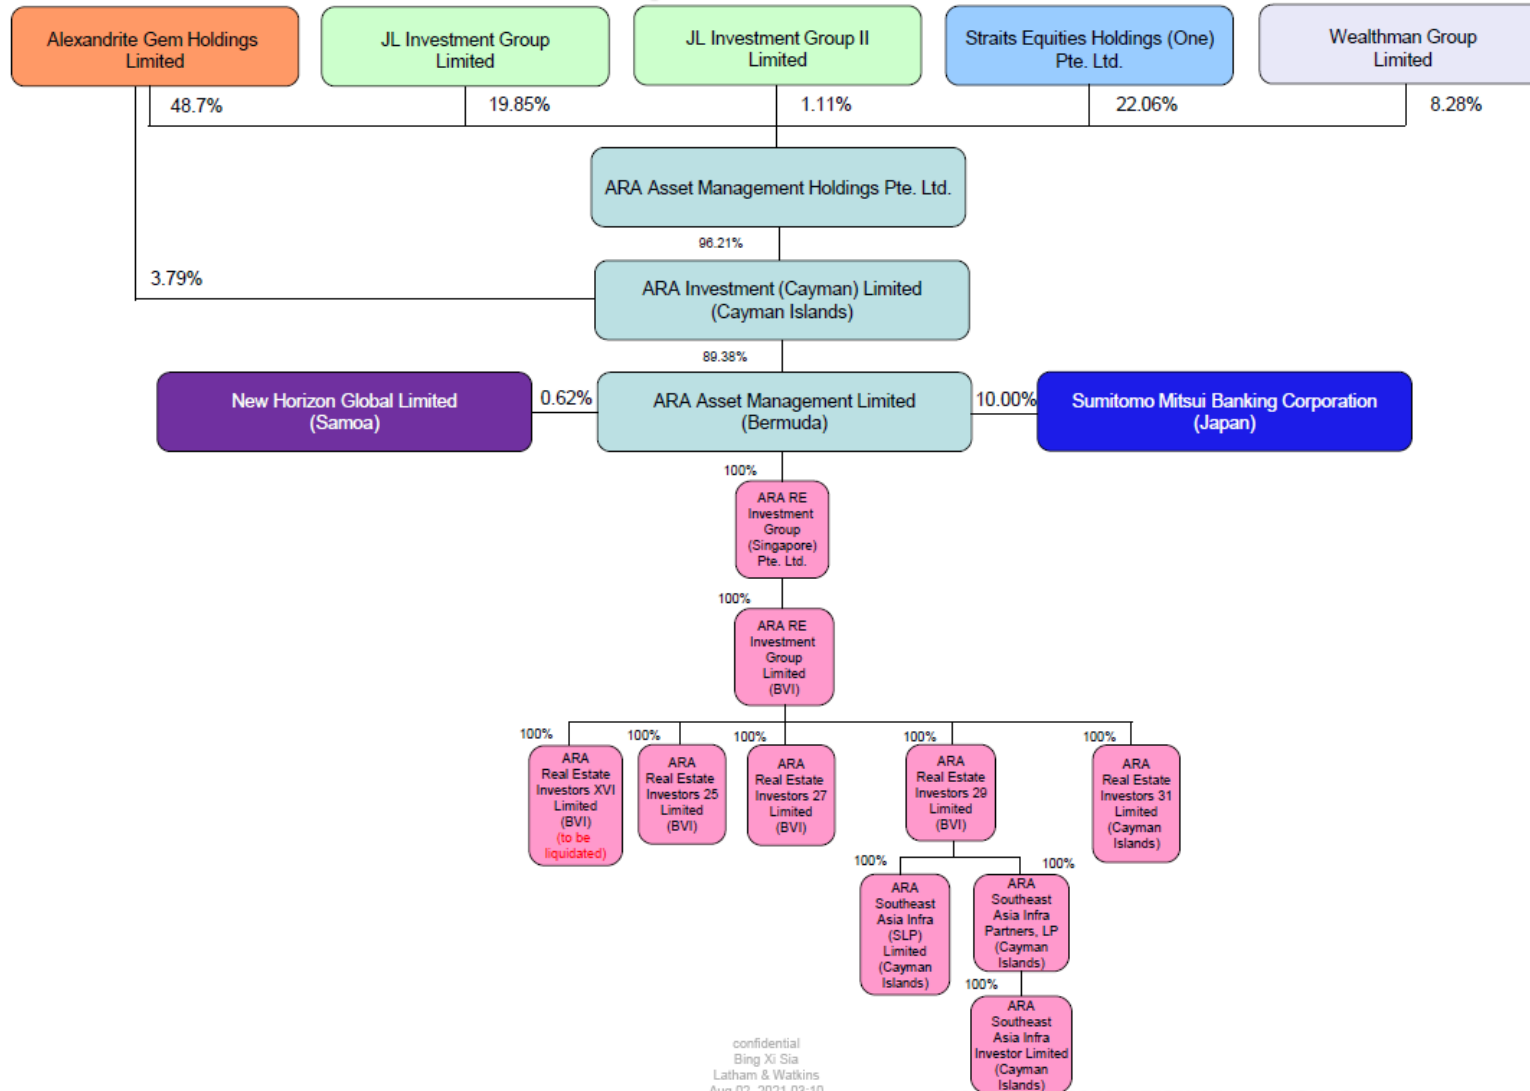 Alexandrite Gem Holdings
Limited
JL Investment Group
Limited
JL Investment Group II
Limited
Straits Equities Holdings (One)
Pte. Ltd.
Wealthman Group
Limited
48.7%
19.85%
1.11%
22.06%
8.28%
ARA Asset Management Holdings Pte. Ltd.
96.21%
3.79%
ARA Investment (Cayman) Limited
(Cayman Islands)
89.38%
New Horizon Global Limited
(Samoa)
0.62%
ARA Asset Management Limited
(Bermuda)
10.00%
Sumitomo Mitsui Banking Corporation
(Japan)
100%
ARA RE
Investment
Group
(Singapore)
Pte. Ltd.
100%
ARA RE
Investment
Group
Limited
(BVI)
100%
ARA
Real Estate
Investors XVI
Limited
(BVI)
(to be
liquidated)
100%
ARA
Real Estate
Investors 25
Limited
(BVI)
100%
ARA
Real Estate
Investors 27
Limited
(BVI)
100%
ARA
Real Estate
Investors 29
Limited
(BVI)
100%
ARA
Real Estate
Investors 31
Limited
(Cayman
Islands)
100%
ARA
Southeast
Asia Infra
(SLP)
Limited
(Cayman
Islands)
100%
ARA
Southeast
Asia Infra
Partners, LP
(Cayman
Islands)
100%
ARA
Southeast
Asia Infra
Investor Limited
(Cayman
Islands)
confidential
Bing Xi Sia
Latham & Watkins
Aug 02, 2021 03:10